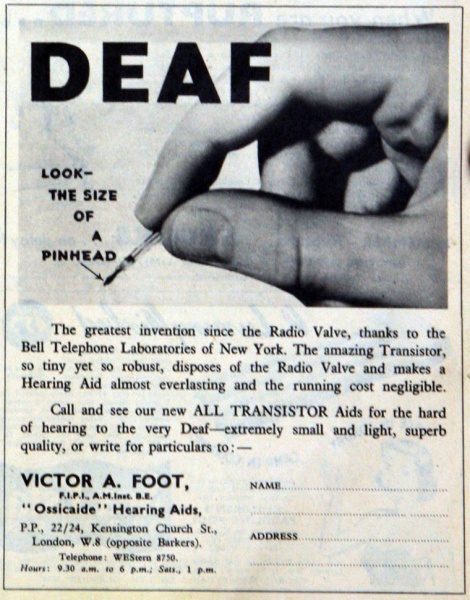 DEAF
LOOK—
THE SIZE
OF
A
PINHEAD
The greatest invention since the Radio Valve, thanks to the
Bell Telephone Laboratories of New York. The amazing Transistor,
so tiny yet so robust, disposes of the Radio Valve and makes a
Hearing Aid almost everlasting and the running cost negligible.
Call and see our new ALL TRANSISTOR Aids for the hard
of hearing to the very Deaf—extremely small and light, superb
quality, or write for particulars to:—
VICTOR A. FOOT,
F.I.P.I., A.M.Inst. B.E.
"Ossicaide" Hearing Aids,
P.P., 22/24, Kensington Church St.,
London, W.8 (opposite Barkers).
Telephone: WEStern 8750.
Hours: 9.30 a.m. to 6 p.m.; Sats., 1 p.m.
NAME
ADDRESS